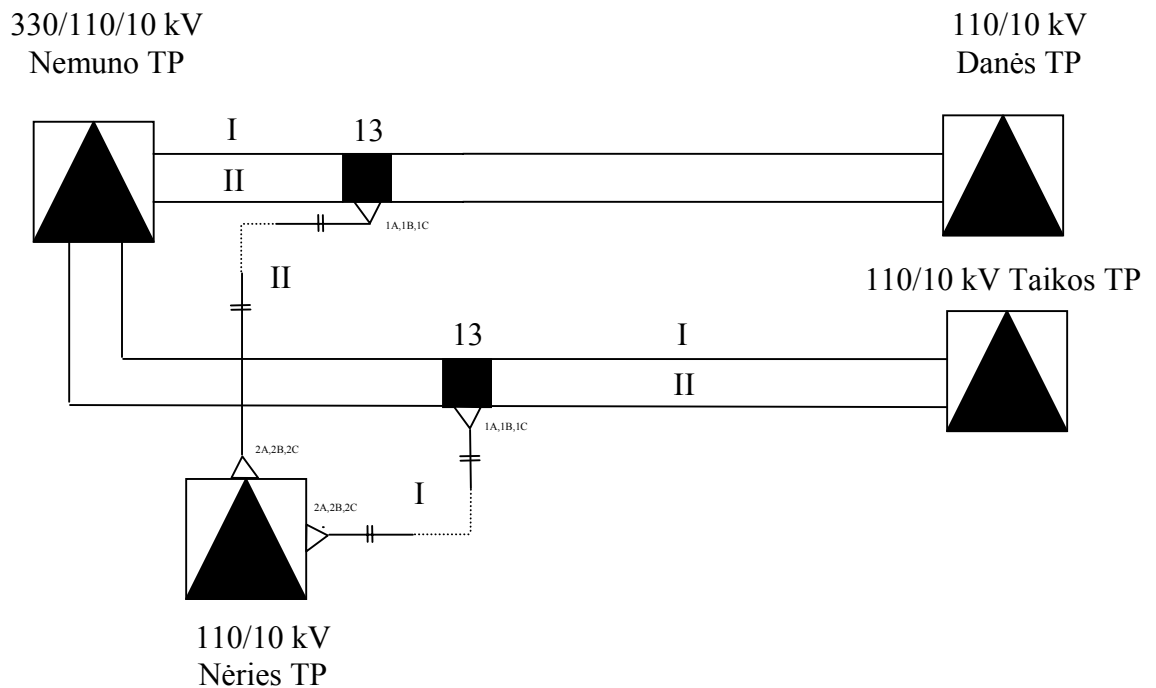 330/110/10 kV
Nemuno TP
110/10 kV
Danės TP
I
13
II
1A,1B,1C
II
110/10 kV Taikos TP
13
I
II
1A,1B,1C
2A,2B,2C
I
2A,2B,2C
110/10 kV
Nėries TP